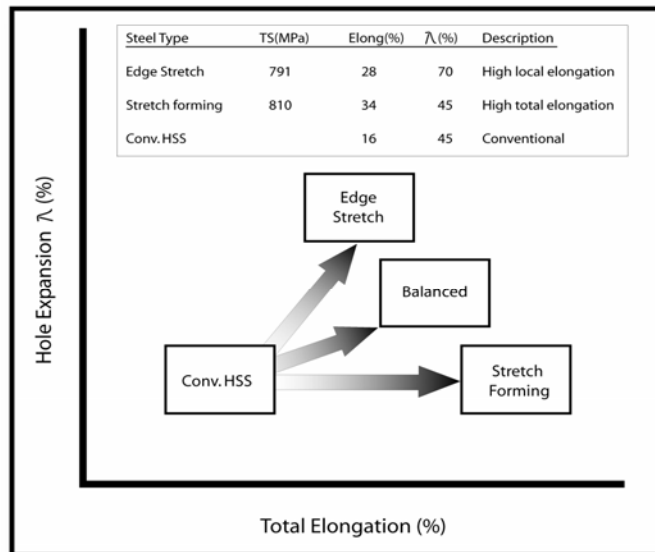 Steel Type TS(MPa) Elong(%) λ(%) Description
Edge Stretch 791 28 70 High local elongation
Stretch forming 810 34 45 High total elongation
Conv. HSS 16 45 Conventional
Edge
Stretch
Balanced
Conv. HSS
Stretch
Forming
Hole Expansion λ (%)
Total Elongation (%)